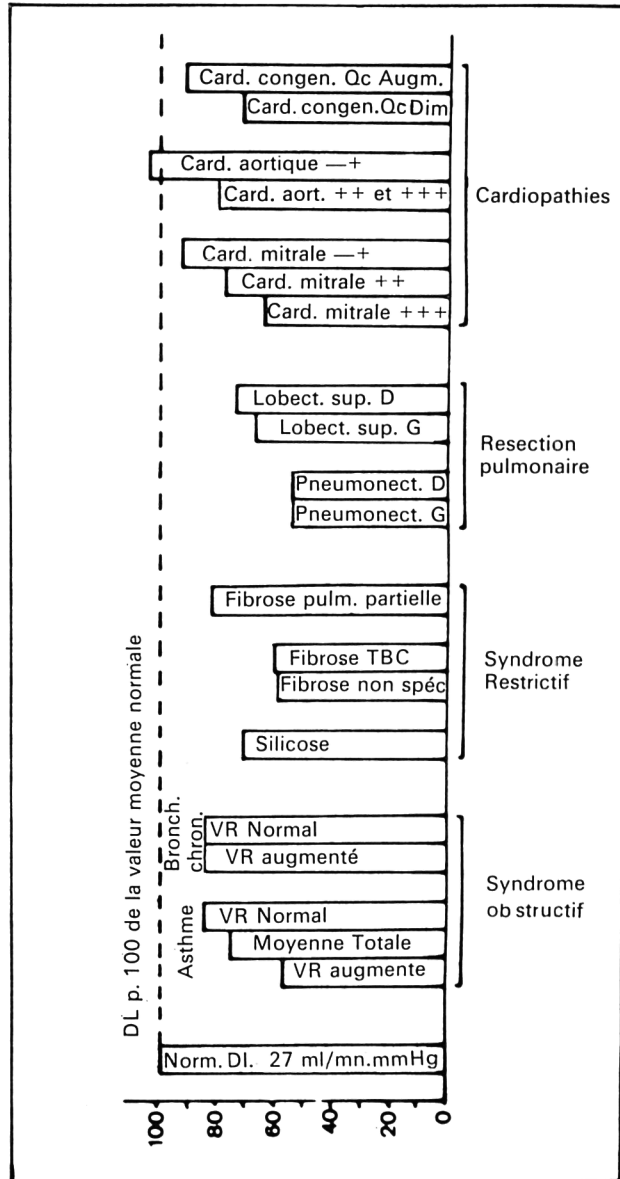 Card. congen. Qc Augm.
Card. congen.QcDim
Card. aortique —+
Card. aort. ++ et +++
Card. mitrale —+
Card. mitrale ++
Card. mitrale +++
Cardiopathies
Lobect. sup. D
Lobect. sup. G
Pneumonect. D
Pneumonect. G
Resection
pulmonaire
Fibrose pulm. partielle
Fibrose TBC
Fibrose non spéc
Silicose
Syndrome
Restrictif
Bronch.
chron.
VR Normal
VR augmenté
Asthme
VR Normal
Moyenne Totale
VR augmente
Syndrome
ob structif
Norm. Dl. 27 ml/mn.mmHg
DL p. 100 de la valeur moyenne normale
100 80 60 40 20 0